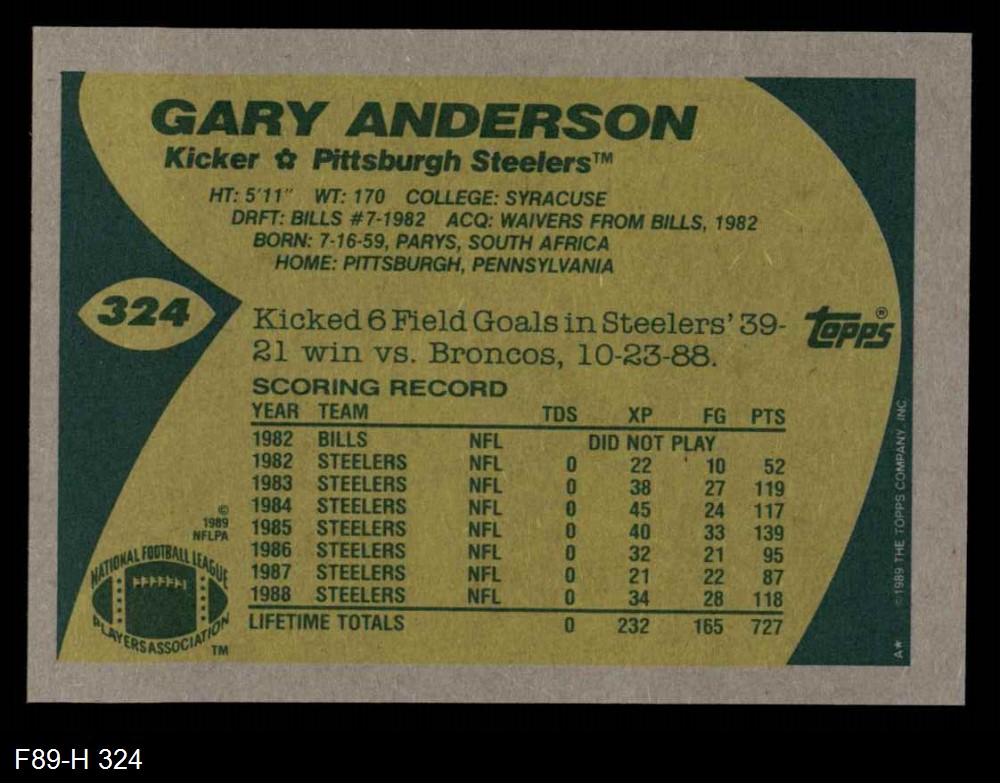 GARY ANDERSON
Kicker ✿ Pittsburgh Steelers™
HT: 5'11" WT: 170 COLLEGE: SYRACUSE
DRFT: BILLS #7-1982 ACQ: WAIVERS FROM BILLS, 1982
BORN: 7-16-59, PARYS, SOUTH AFRICA
HOME: PITTSBURGH, PENNSYLVANIA
324
Kicked 6 Field Goals in Steelers' 39-
21 win vs. Broncos, 10-23-88.
TOPPS®
SCORING RECORD
YEAR TEAM TDS XP FG PTS
1982 BILLS NFL DID NOT PLAY
1982 STEELERS NFL 0 22 10 52
1983 STEELERS NFL 0 38 27 119
1984 STEELERS NFL 0 45 24 117
1985 STEELERS NFL 0 40 33 139
1986 STEELERS NFL 0 32 21 95
1987 STEELERS NFL 0 21 22 87
1988 STEELERS NFL 0 34 28 118
LIFETIME TOTALS 0 232 165 727
©
1989
NFLPA
NATIONAL FOOTBALL LEAGUE
PLAYERS ASSOCIATION
TM
A* © 1989 THE TOPPS COMPANY, INC.
F89-H 324